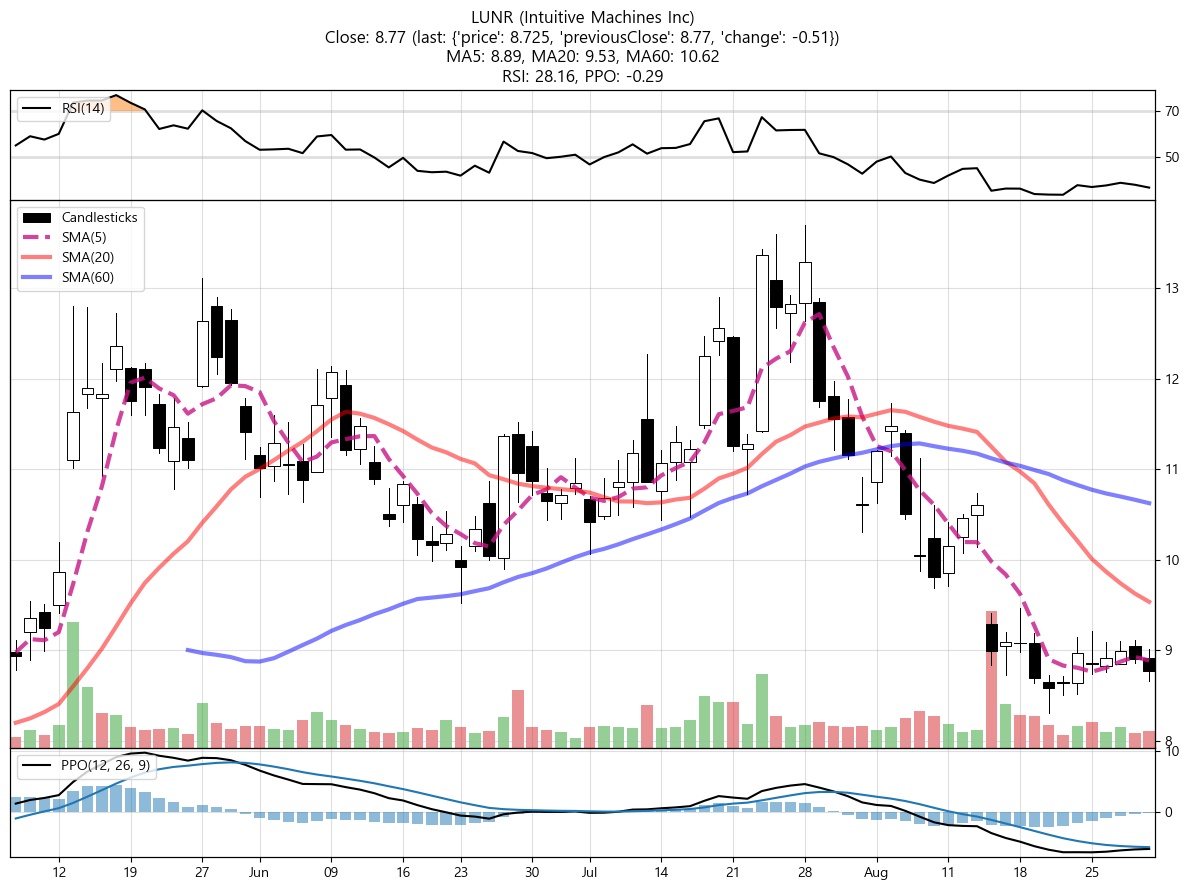 LUNR (Intuitive Machines Inc)
Close: 8.77 (last: {'price': 8.725, 'previousClose': 8.77, 'change': -0.51})
MA5: 8.89, MA20: 9.53, MA60: 10.62
RSI: 28.16, PPO: -0.29
RSI(14)
70
50
Candlesticks
SMA(5)
SMA(20)
SMA(60)
13
12
11
10
9
8
PPO(12, 26, 9)
10
0
12 19 27 Jun 09 16 23 30 Jul 14 21 28 Aug 11 18 25